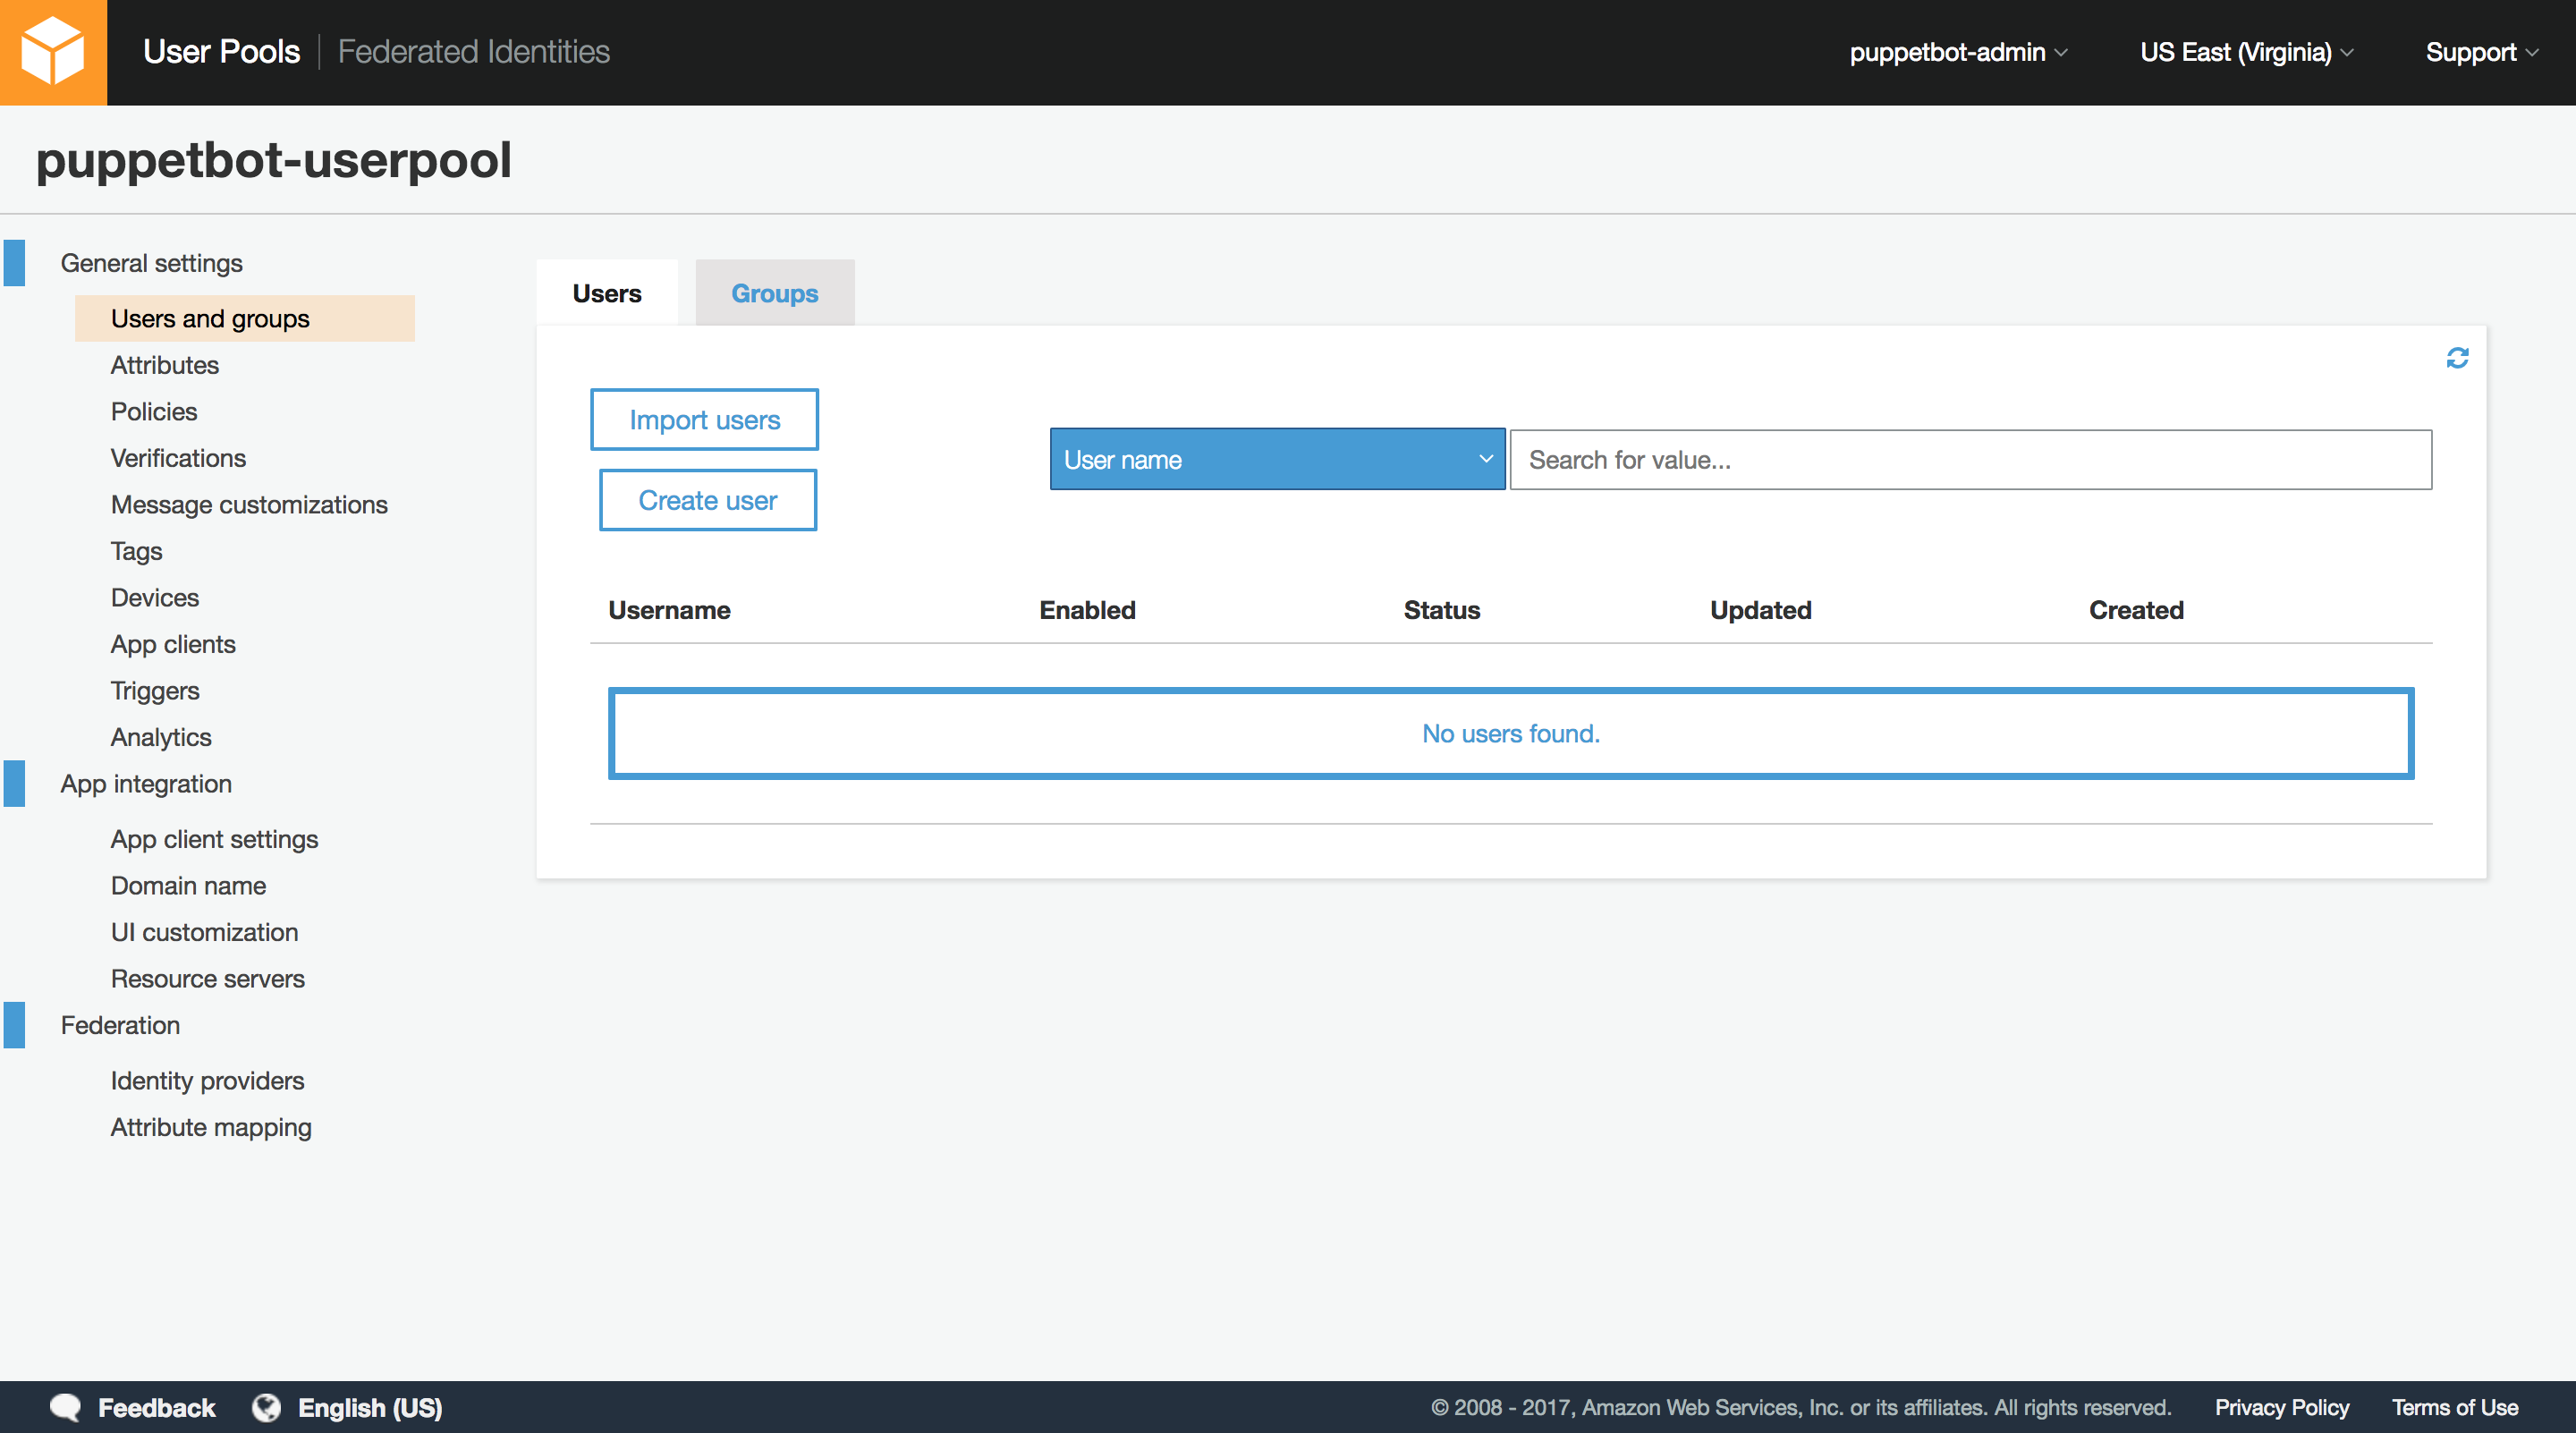 User Pools Federated Identities puppetbot-admin US East (Virginia) Support
puppetbot-userpool
General settings
Users and groups
Attributes
Policies
Verifications
Message customizations
Tags
Devices
App clients
Triggers
Analytics
App integration
App client settings
Domain name
UI customization
Resource servers
Federation
Identity providers
Attribute mapping
Users Groups
Import users
Create user
User name Search for value...
Username Enabled Status Updated Created
No users found.
Feedback English (US) © 2008 - 2017, Amazon Web Services, Inc. or its affiliates. All rights reserved. Privacy Policy Terms of Use